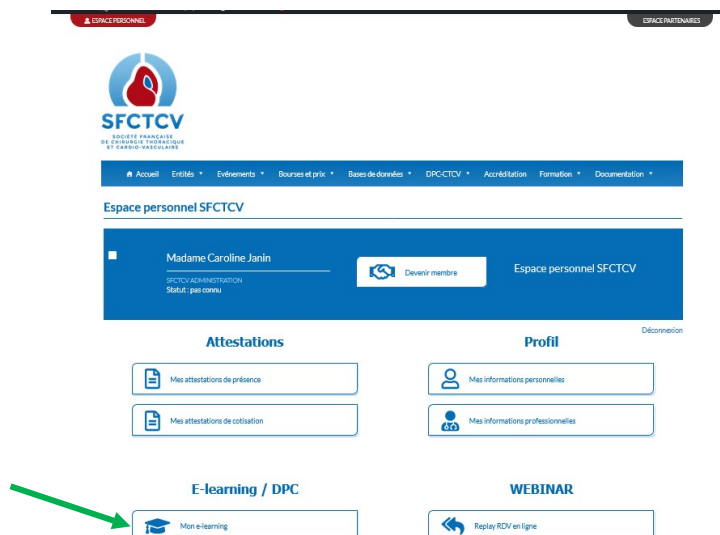 ESPACE PERSONNEL
ESPACE PARTENAIRES
SFCTCV
SOCIÉTÉ FRANÇAISE
DE CHIRURGIE THORACIQUE
ET CARDIO-VASCULAIRE
Accueil Entités Evénements Bourses et prix Bases de données DPC-CTCV Accréditation Formation Documentation
Espace personnel SFCTCV
Madame Caroline Janin
SFCTCV ADMINISTRATION
Statut : pas connu
Devenir membre
Espace personnel SFCTCV
Déconnexion
Attestations
Profil
Mes attestations de présence
Mes informations personnelles
Mes attestations de cotisation
Mes informations professionnelles
E-learning / DPC
WEBINAR
Mon e-learning
Replay RDV en ligne